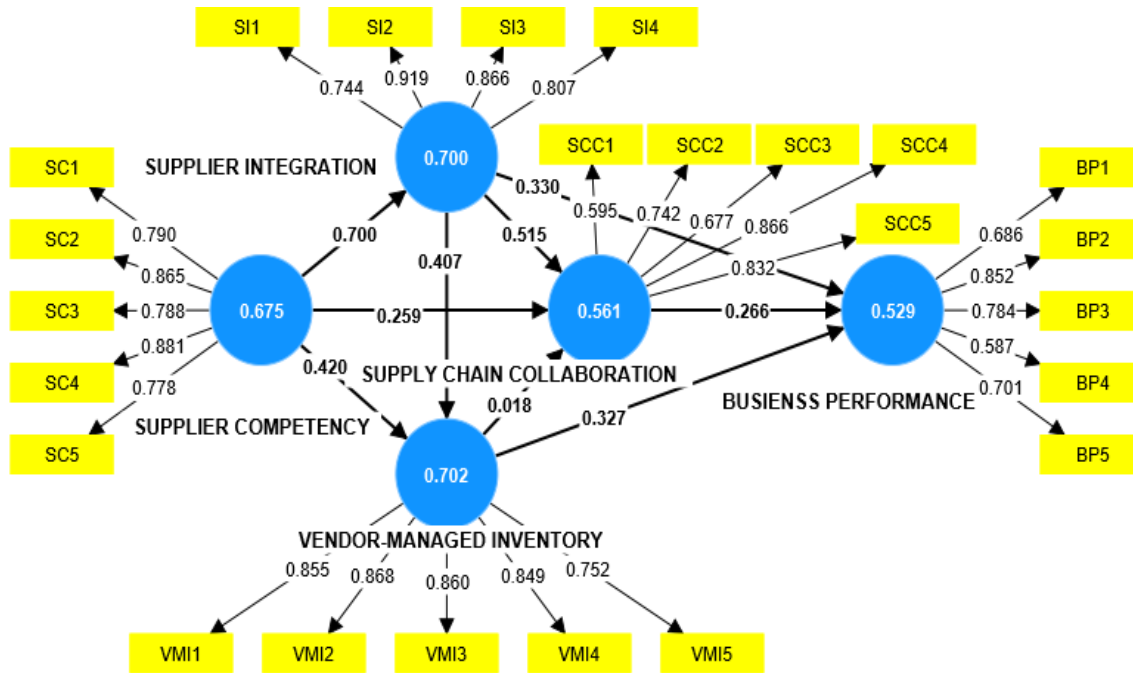 SI1
SI2
SI3
SI4
0.744
0.919
0.866
0.807
SUPPLIER INTEGRATION
0.700
SC1
SC2
SC3
SC4
SC5
0.790
0.865
0.788
0.881
0.778
0.675
SUPPLIER COMPETENCY
0.700
0.407
0.515
0.330
0.259
0.420
SCC1
SCC2
SCC3
SCC4
SCC5
0.595
0.742
0.677
0.866
0.832
0.561
SUPPLY CHAIN COLLABORATION
0.018
0.266
0.327
BP1
BP2
BP3
BP4
BP5
0.686
0.852
0.784
0.587
0.701
0.529
BUSIENSS PERFORMANCE
0.702
VENDOR-MANAGED INVENTORY
0.855
0.868
0.860
0.849
0.752
VMI1
VMI2
VMI3
VMI4
VMI5